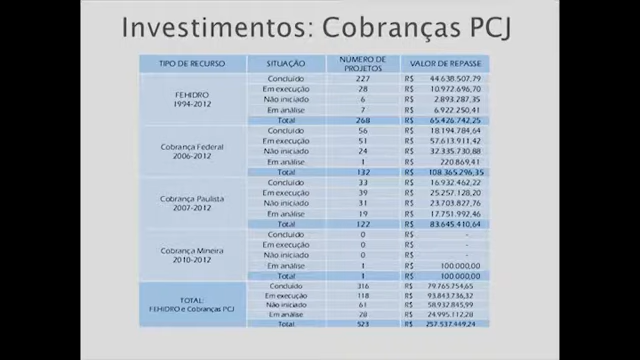 Investimentos: Cobranças PCJ
TIPO DE RECURSO SITUAÇÃO NÚMERO DE PROJETOS VALOR DE REPASSE
FEHIDRO 1994-2012
Concluído 227 R$ 44.638.507,79
Em execução 28 R$ 10.972.696,70
Não iniciado 6 R$ 2.893.287,35
Em análise 7 R$ 6.922.250,41
Total 268 R$ 65.426.742,25
Cobrança Federal 2006-2012
Concluído 56 R$ 18.194.784,64
Em execução 51 R$ 57.613.911,42
Não iniciado 24 R$ 32.335.730,88
Em análise 1 R$ 220.869,41
Total 132 R$ 108.365.296,35
Cobrança Paulista 2007-2012
Concluído 33 R$ 16.932.462,22
Em execução 39 R$ 25.257.128,20
Não iniciado 31 R$ 23.703.827,76
Em análise 19 R$ 17.751.992,46
Total 122 R$ 83.645.410,64
Cobrança Mineira 2010-2012
Concluído 0 R$ -
Em execução 0 R$ -
Não iniciado 0 R$ -
Em análise 1 R$ 100.000,00
Total 1 R$ 100.000,00
TOTAL: FEHIDRO e Cobranças PCJ
Concluído 316 R$ 79.765.754,65
Em execução 118 R$ 93.843.736,32
Não iniciado 61 R$ 58.932.845,99
Em análise 28 R$ 24.995.112,28
Total 523 R$ 257.537.449,24